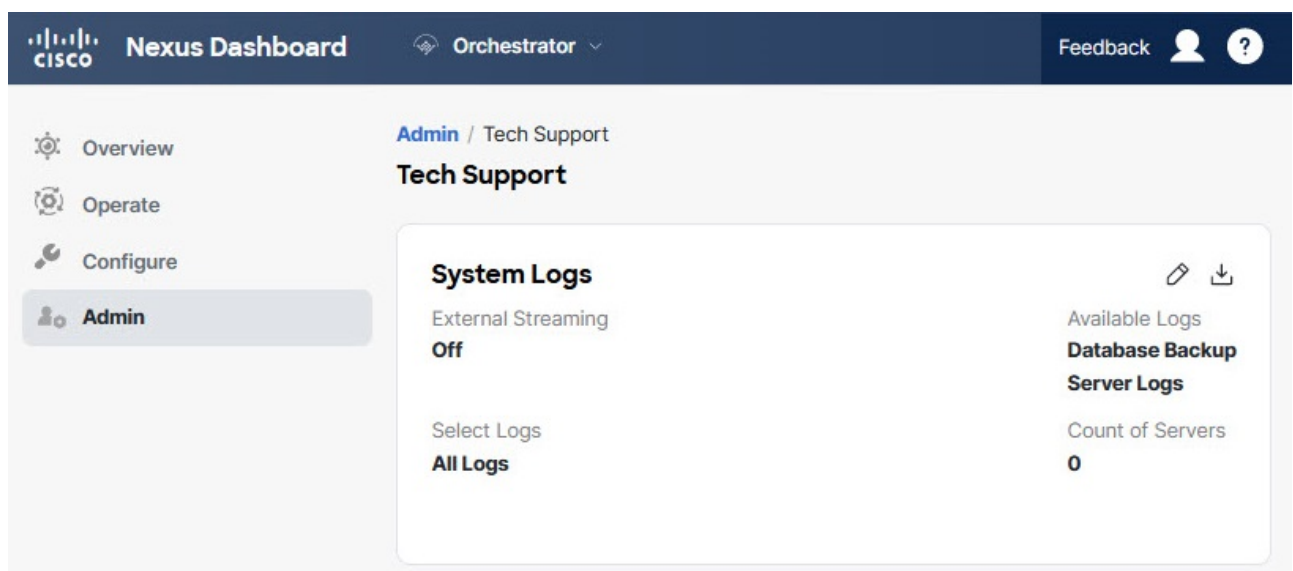 CISCO Nexus Dashboard Orchestrator Feedback ?
Overview
Operate
Configure
Admin
Admin / Tech Support
Tech Support
System Logs
External Streaming
Off
Available Logs
Database Backup
Server Logs
Select Logs
All Logs
Count of Servers
0